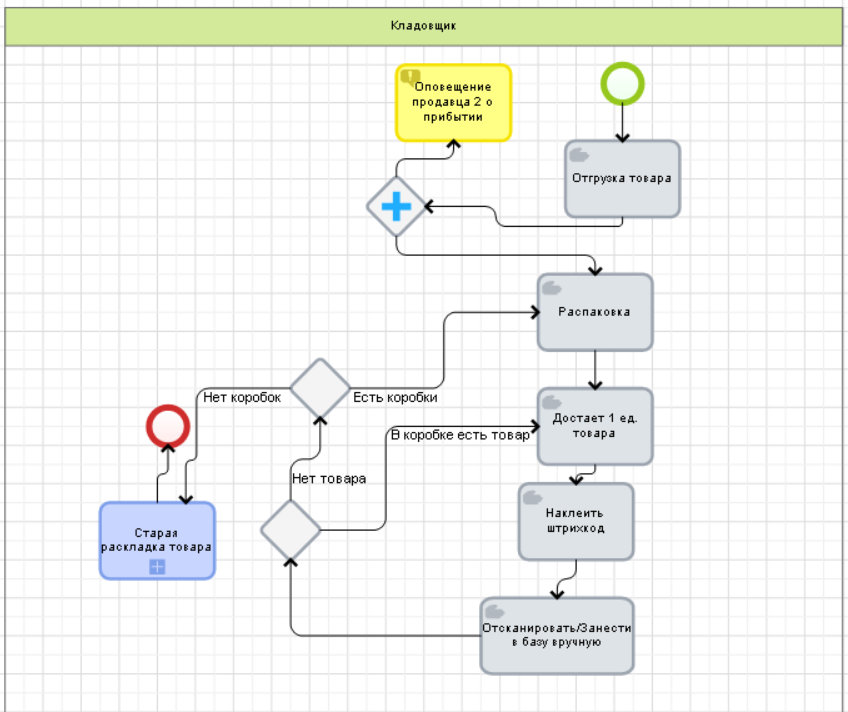 Кладовщик
Оповещение
продавца 2 о
прибытии
Отгрузка товара
Распаковка
Нет коробок
Есть коробки
Достает 1 ед.
товара
В коробке есть товар
Нет товара
Наклеить
штрихкод
Старая
раскладка товара
Отсканировать/Занести
в базу вручную